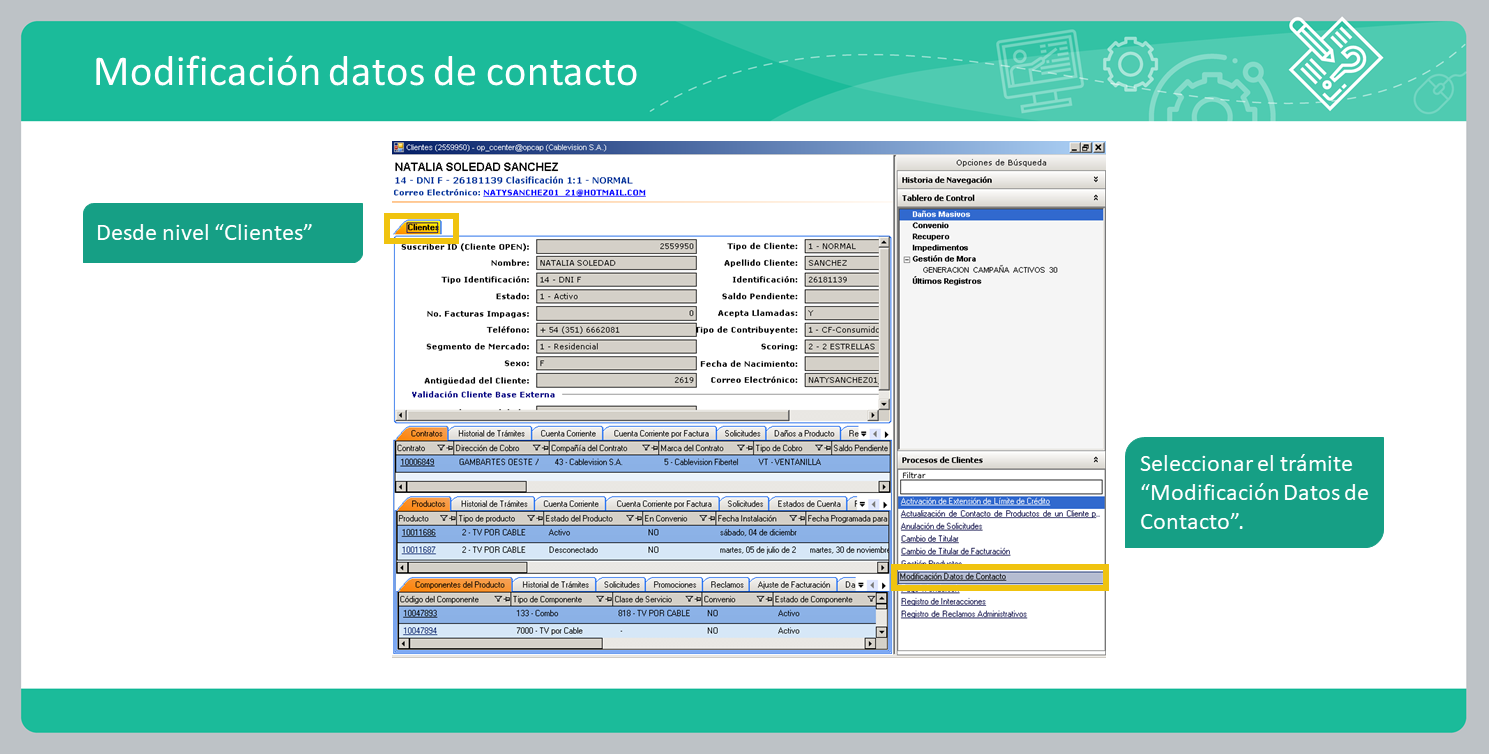 Modificación datos de contacto
Desde nivel “Clientes”
Clientes (2559950) - op_ccenter@opcap (Cablevision S.A.)
NATALIA SOLEDAD SANCHEZ
14 - DNI F - 26181139 Clasificación 1:1 - NORMAL
Correo Electrónico: NATYSANCHEZ01_21@HOTMAIL.COM
Clientes
Suscriber ID (Cliente OPEN): 2559950 Tipo de Cliente: 1 - NORMAL
Nombre: NATALIA SOLEDAD Apellido Cliente: SANCHEZ
Tipo Identificación: 14 - DNI F Identificación: 26181139
Estado: 1 - Activo Saldo Pendiente:
No. Facturas Impagas: 0 Acepta Llamadas: Y
Teléfono: + 54 (351) 6662081 Tipo de Contribuyente: 1 - CF-Consumido
Segmento de Mercado: 1 - Residencial Scoring: 2 - 2 ESTRELLAS
Sexo: F Fecha de Nacimiento:
Antigüedad del Cliente: 2619 Correo Electrónico: NATYSANCHEZ01
Validación Cliente Base Externa
Contratos Historial de Trámites Cuenta Corriente Cuenta Corriente por Factura Solicitudes Daños a Producto Re
Contrato Dirección de Cobro Compañía del Contrato Marca del Contrato Tipo de Cobro Saldo Pendiente
10006849 GAMBARTES OESTE / 43 - Cablevision S.A. 5 - Cablevision Fibertel VT - VENTANILLA
Productos Historial de Trámites Cuenta Corriente Cuenta Corriente por Factura Solicitudes Estados de Cuenta
Producto Tipo de producto Estado del Producto En Convenio Fecha Instalación Fecha Programada para
10011686 2 - TV POR CABLE Activo NO sábado, 04 de diciembr
10011687 2 - TV POR CABLE Desconectado NO martes, 05 de julio de 2 martes, 30 de noviembre
Componentes del Producto Historial de Trámites Solicitudes Promociones Reclamos Ajuste de Facturación Da
Código del Componente Tipo de Componente Clase de Servicio Convenio Estado de Componente
10047893 133 - Combo 818 - TV POR CABLE NO Activo
10047894 7000 - TV por Cable - NO Activo
Opciones de Búsqueda
Historia de Navegación
Tablero de Control
Daños Masivos
Convenio
Recupero
Impedimentos
Gestión de Mora
GENERACION CAMPAÑA ACTIVOS 30
Últimos Registros
Procesos de Clientes
Filtrar
Activación de Extensión de Límite de Crédito
Actualización de Contacto de Productos de un Cliente p..
Anulación de Solicitudes
Cambio de Titular
Cambio de Titular de Facturación
Gestión Productos
Modificación Datos de Contacto
Registro de Interacciones
Registro de Reclamos Administrativos
Seleccionar el trámite
“Modificación Datos de
Contacto”.